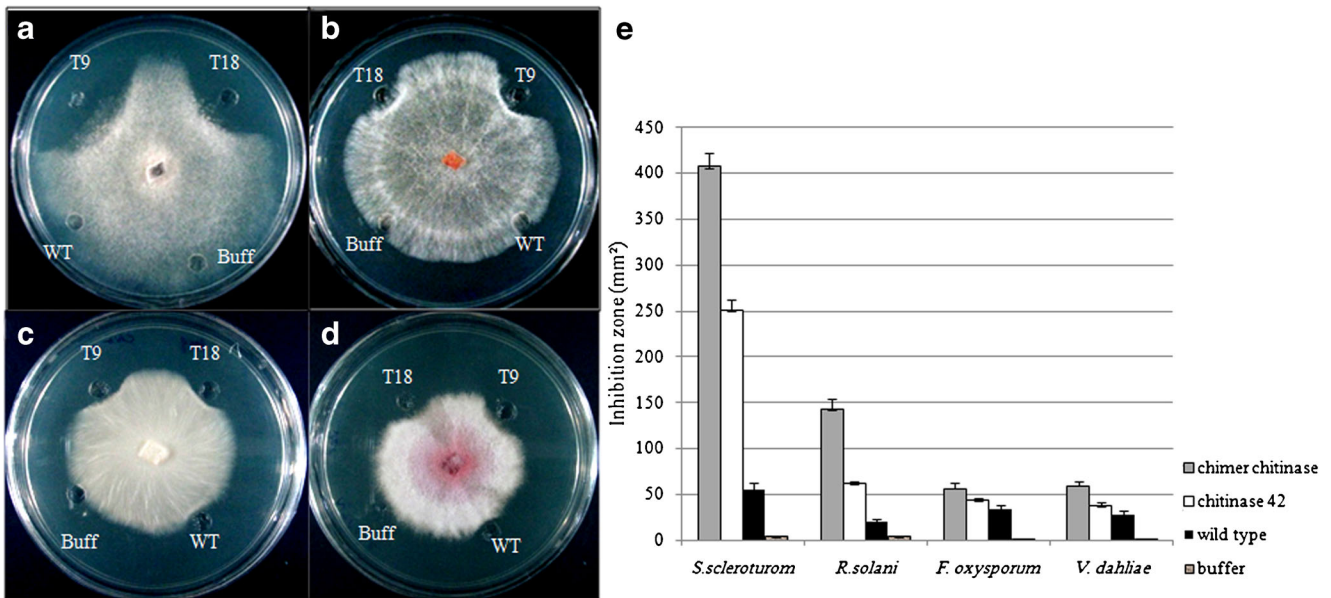 a
T9
T18
WT
Buff
b
T18
T9
Buff
WT
c
T9
T18
Buff
WT
d
T18
T9
Buff
WT
e
Inhibition zone (mm²)
450
400
350
300
250
200
150
100
50
0
S.scleroturom
R.solani
F. oxysporum
V. dahliae
chimer chitinase
chitinase 42
wild type
buffer